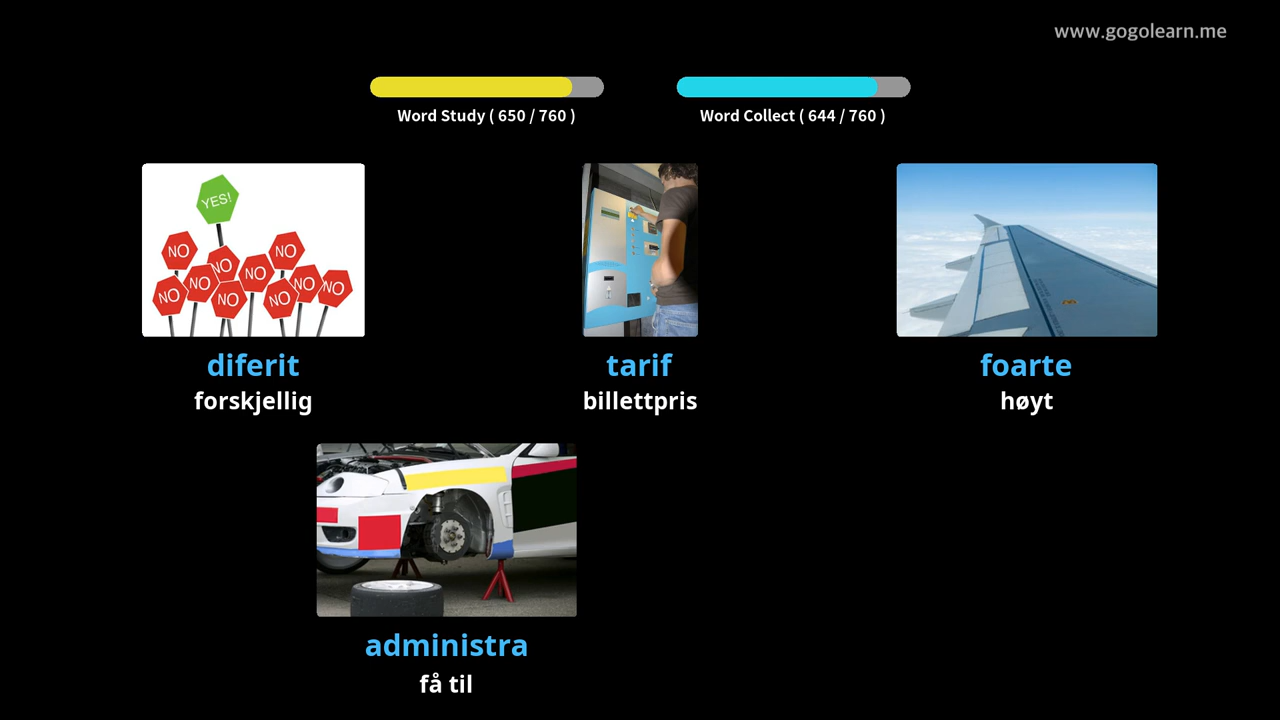 www.gogolearn.me
Word Study ( 650 / 760 )
Word Collect ( 644 / 760 )
YES!
NO
NO
NO
NO
NO
NO
NO
NO
NO
NO
diferit
forskjellig
tarif
billettpris
foarte
høyt
administra
få til